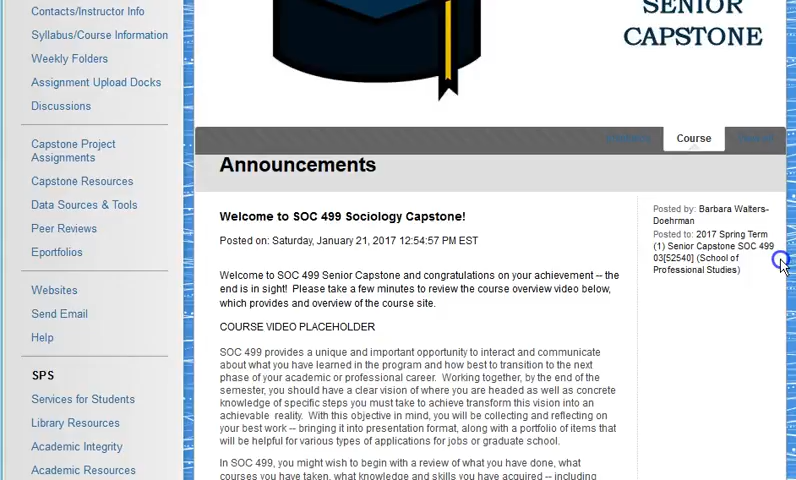 Contacts/Instructor Info
Syllabus/Course Information
Weekly Folders
Assignment Upload Docks
Discussions
Capstone Project
Assignments
Capstone Resources
Data Sources & Tools
Peer Reviews
Eportfolios
Websites
Send Email
Help
SPS
Services for Students
Library Resources
Academic Integrity
Academic Resources
SENIOR
CAPSTONE
Course
Announcements
Welcome to SOC 499 Sociology Capstone!
Posted on: Saturday, January 21, 2017 12:54:57 PM EST
Welcome to SOC 499 Senior Capstone and congratulations on your achievement -- the
end is in sight! Please take a few minutes to review the course overview video below,
which provides and overview of the course site.
COURSE VIDEO PLACEHOLDER
SOC 499 provides a unique and important opportunity to interact and communicate
about what you have learned in the program and how best to transition to the next
phase of your academic or professional career. Working together, by the end of the
semester, you should have a clear vision of where you are headed as well as concrete
knowledge of specific steps you must take to achieve transform this vision into an
achievable reality. With this objective in mind, you will be collecting and reflecting on
your best work -- bringing it into presentation format, along with a portfolio of items that
will be helpful for various types of applications for jobs or graduate school.
In SOC 499, you might wish to begin with a review of what you have done, what
courses you have taken, what knowledge and skills you have acquired -- including
Posted by: Barbara Walters-
Doehrman
Posted to: 2017 Spring Term
(1) Senior Capstone SOC 499
03[52540] (School of
Professional Studies)